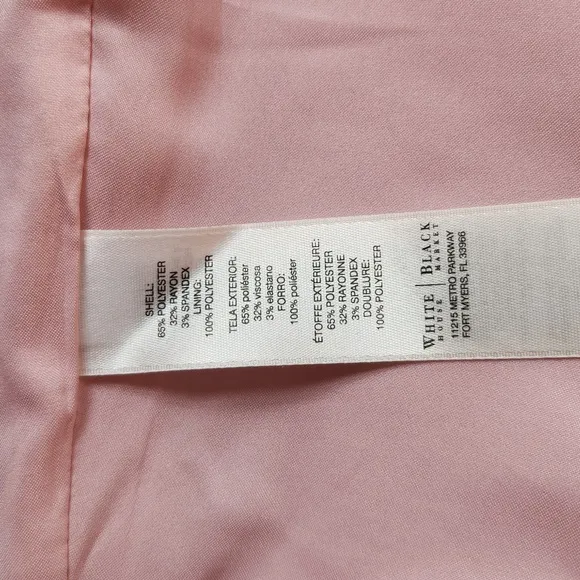 SHELL:
65% POLYESTER
32% RAYON
3% SPANDEX
LINING:
100% POLYESTER
TELA EXTERIOR:
65% poliéster
32% viscosa
3% elastano
FORRO:
100% poliéster
ÉTOFFE EXTÉRIEURE:
65% POLYESTER
32% RAYONNE
3% SPANDEX
DOUBLURE:
100% POLYESTER
WHITE | BLACK
HOUSE | MARKET
11215 METRO PARKWAY
FORT MYERS, FL 33966